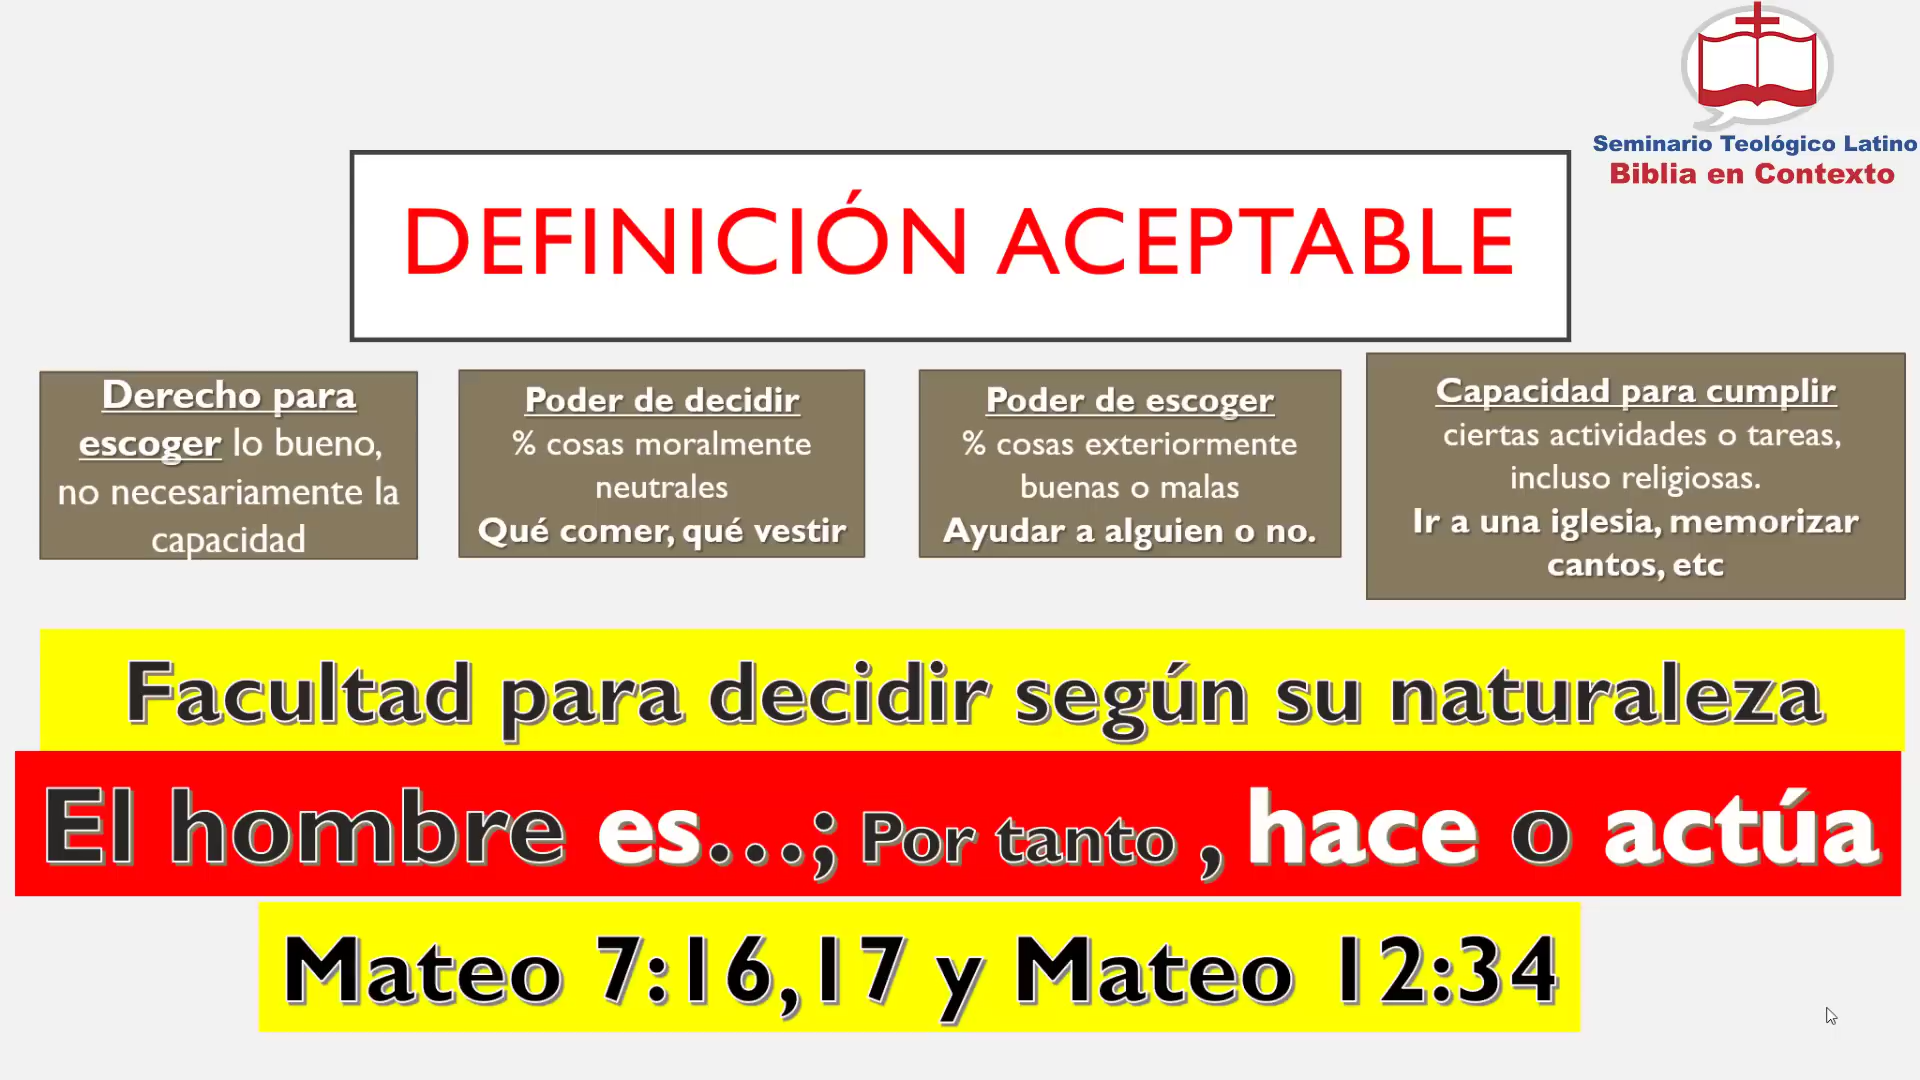 Seminario Teológico Latino
Biblia en Contexto
DEFINICIÓN ACEPTABLE
Derecho para
escoger lo bueno,
no necesariamente la
capacidad
Poder de decidir
% cosas moralmente
neutrales
Qué comer, qué vestir
Poder de escoger
% cosas exteriormente
buenas o malas
Ayudar a alguien o no.
Capacidad para cumplir
ciertas actividades o tareas,
incluso religiosas.
Ir a una iglesia, memorizar
cantos, etc
Facultad para decidir según su naturaleza
El hombre es...; Por tanto , hace o actúa
Mateo 7:16,17 y Mateo 12:34